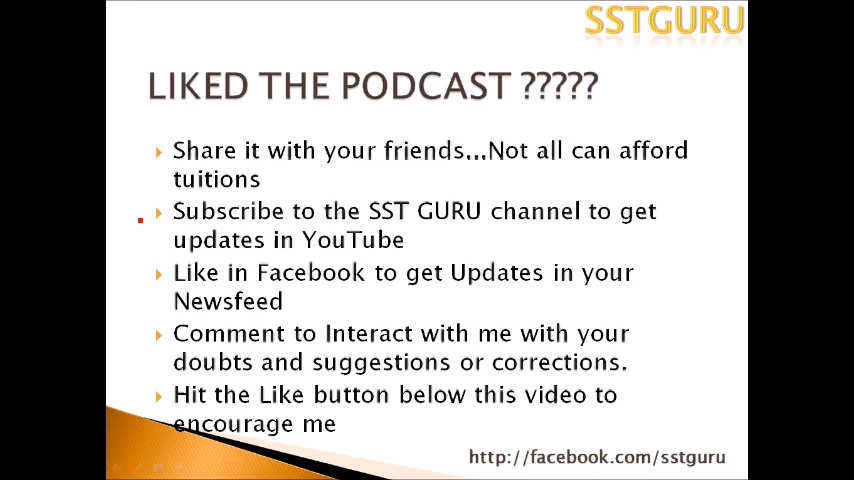 SSTGURU
LIKED THE PODCAST ?????
Share it with your friends...Not all can afford
tuitions
Subscribe to the SST GURU channel to get
updates in YouTube
Like in Facebook to get Updates in your
Newsfeed
Comment to Interact with me with your
doubts and suggestions or corrections.
Hit the Like button below this video to
encourage me
http://facebook.com/sstguru